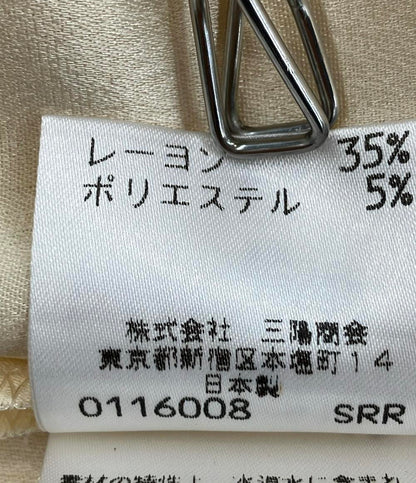 レーヨン 35%
ポリエステル 5%
株式会社 三陽商会
東京都新宿区本塩町14
日本製
0116008 SRR